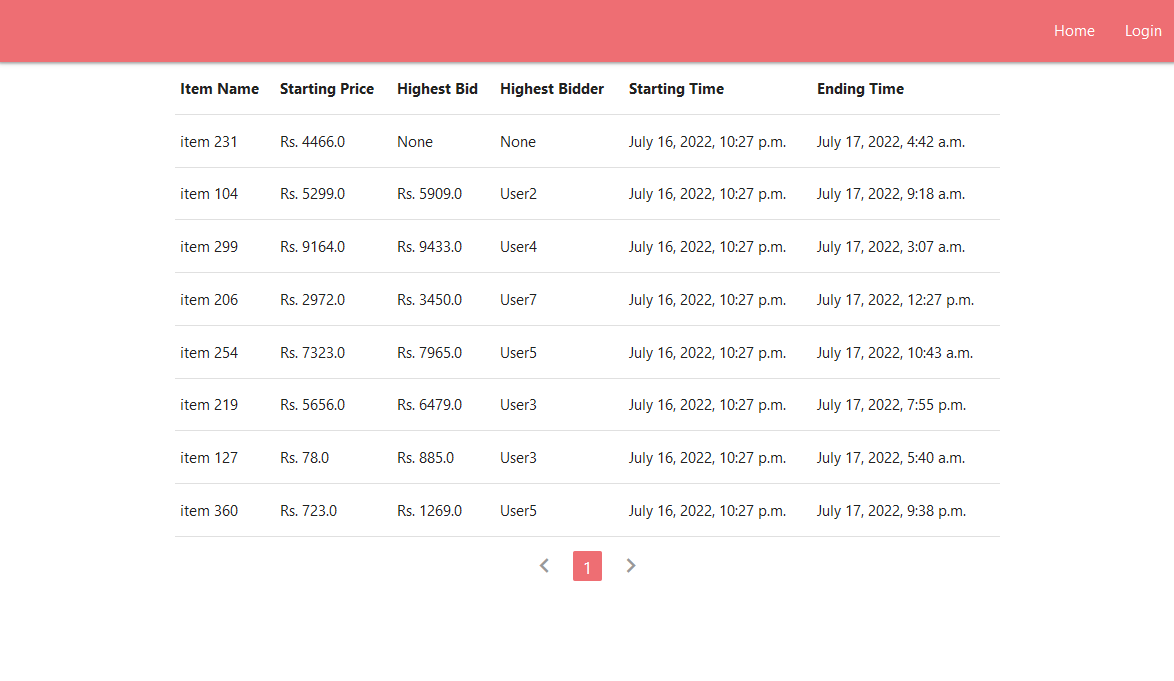 Home Login
Item Name Starting Price Highest Bid Highest Bidder Starting Time Ending Time
item 231 Rs. 4466.0 None None July 16, 2022, 10:27 p.m. July 17, 2022, 4:42 a.m.
item 104 Rs. 5299.0 Rs. 5909.0 User2 July 16, 2022, 10:27 p.m. July 17, 2022, 9:18 a.m.
item 299 Rs. 9164.0 Rs. 9433.0 User4 July 16, 2022, 10:27 p.m. July 17, 2022, 3:07 a.m.
item 206 Rs. 2972.0 Rs. 3450.0 User7 July 16, 2022, 10:27 p.m. July 17, 2022, 12:27 p.m.
item 254 Rs. 7323.0 Rs. 7965.0 User5 July 16, 2022, 10:27 p.m. July 17, 2022, 10:43 a.m.
item 219 Rs. 5656.0 Rs. 6479.0 User3 July 16, 2022, 10:27 p.m. July 17, 2022, 7:55 p.m.
item 127 Rs. 78.0 Rs. 885.0 User3 July 16, 2022, 10:27 p.m. July 17, 2022, 5:40 a.m.
item 360 Rs. 723.0 Rs. 1269.0 User5 July 16, 2022, 10:27 p.m. July 17, 2022, 9:38 p.m.
1